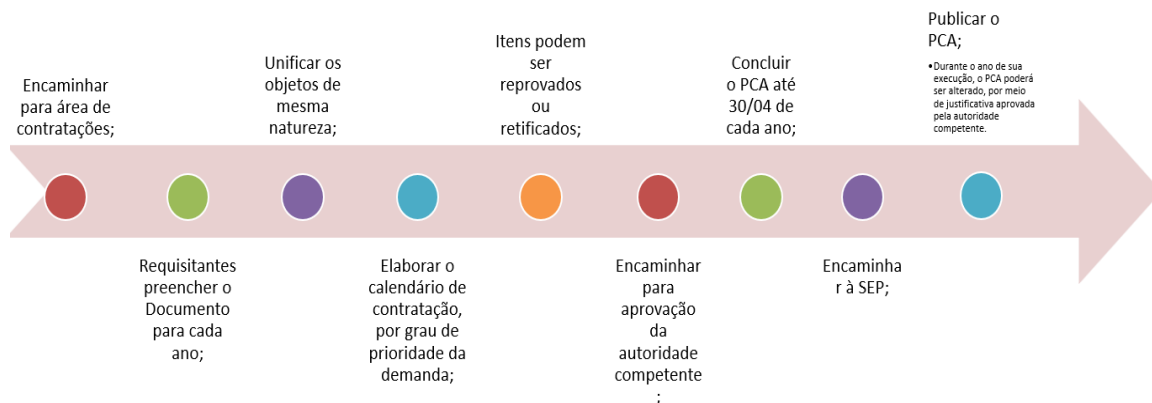 Encaminhar
para área de
contratações;
Requisitantes
preencher o
Documento
para cada
ano;
Unificar os
objetos de
mesma
natureza;
Elaborar o
calendário de
contratação,
por grau de
prioridade da
demanda;
Itens podem
ser
reprovados
ou
retificados;
Encaminhar
para
aprovação
da
autoridade
competente
;
Concluir
o PCA até
30/04 de
cada ano;
Encaminha
r à SEP;
Publicar o
PCA;
•Durante o ano de sua
execução, o PCA poderá
ser alterado, por meio
de justificativa aprovada
pela autoridade
competente.